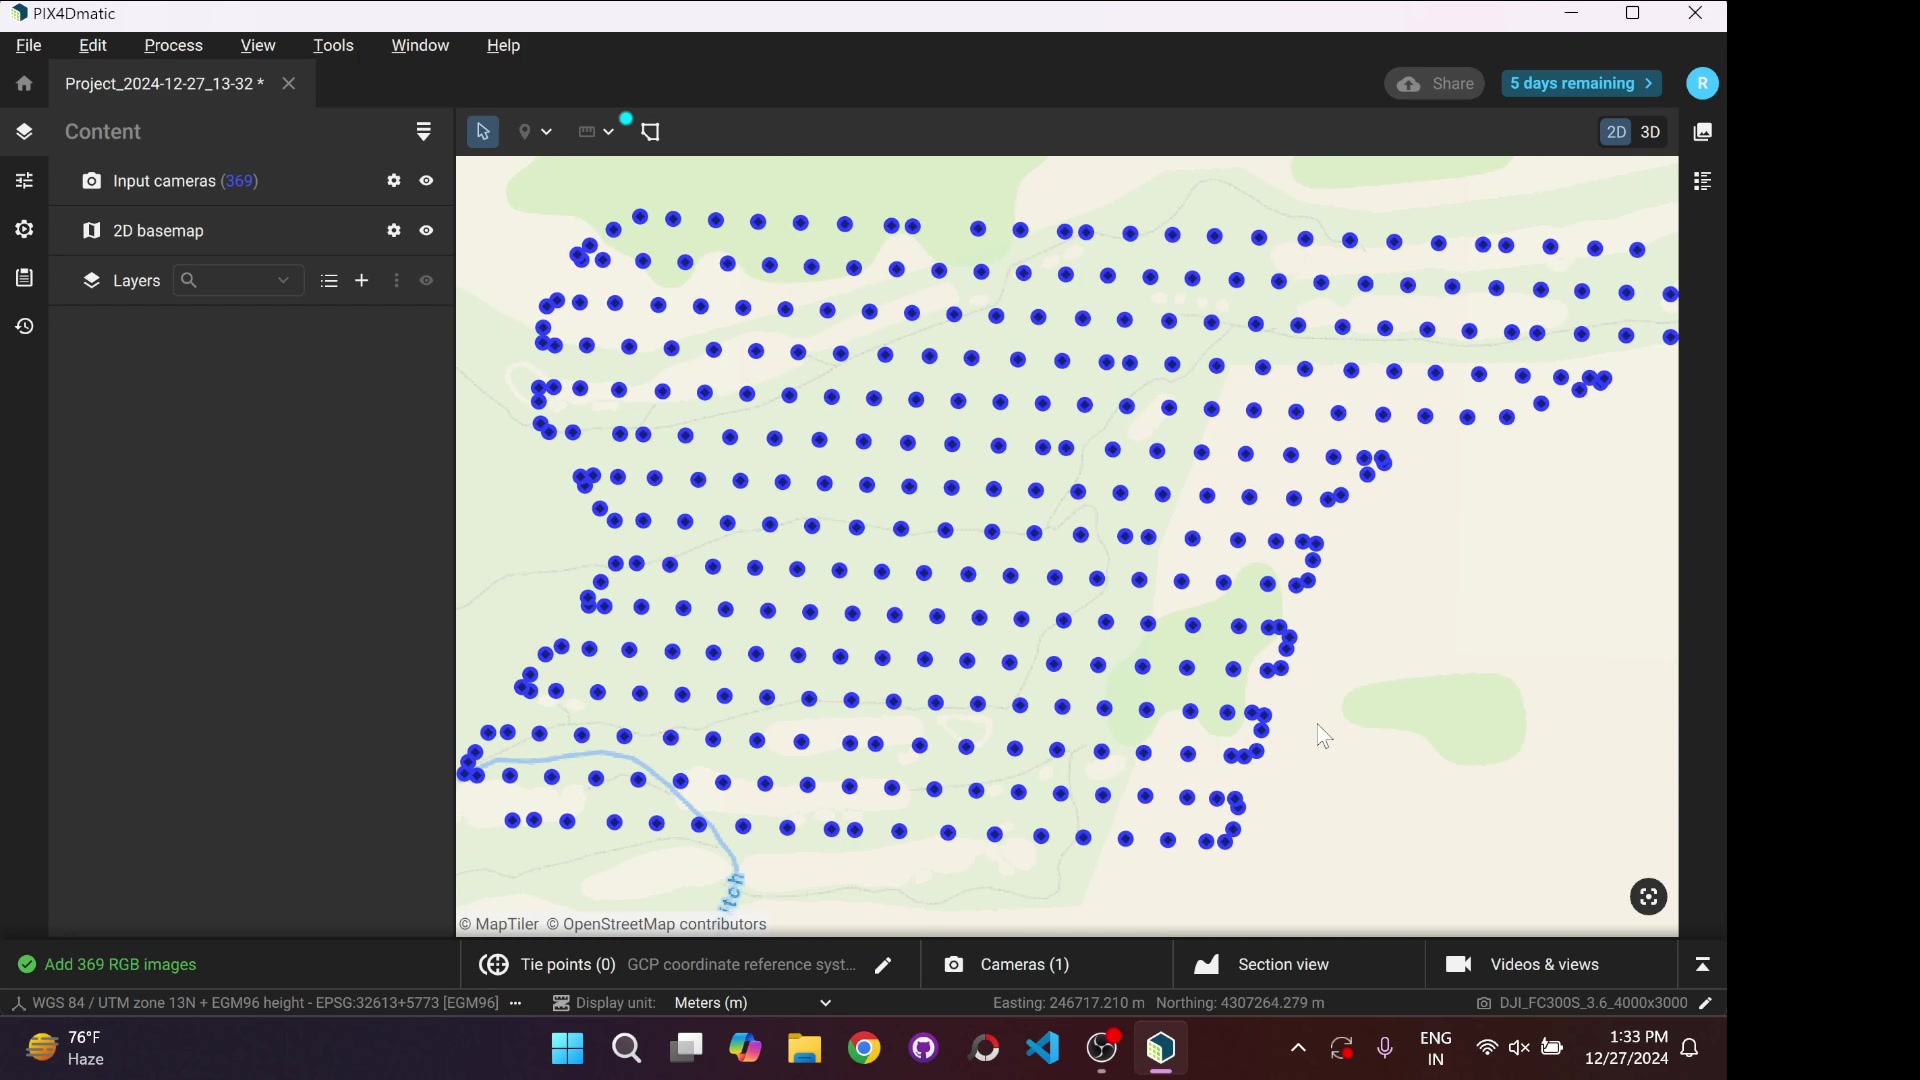 PIX4Dmatic
File Edit Process View Tools Window Help
Project_2024-12-27_13-32 *
Share
5 days remaining >
R
Content
2D 3D
Input cameras (369)
2D basemap
Layers
itch
© MapTiler © OpenStreetMap contributors
Add 369 RGB images
Tie points (0) GCP coordinate reference syst...
Cameras (1)
Section view
Videos & views
WGS 84 / UTM zone 13N + EGM96 height - EPSG:32613+5773 [EGM96] ...
Display unit: Meters (m)
Easting: 246717.210 m Northing: 4307264.279 m
DJI_FC300S_3.6_4000x3000
76°F
Haze
ENG
IN
1:33 PM
12/27/2024